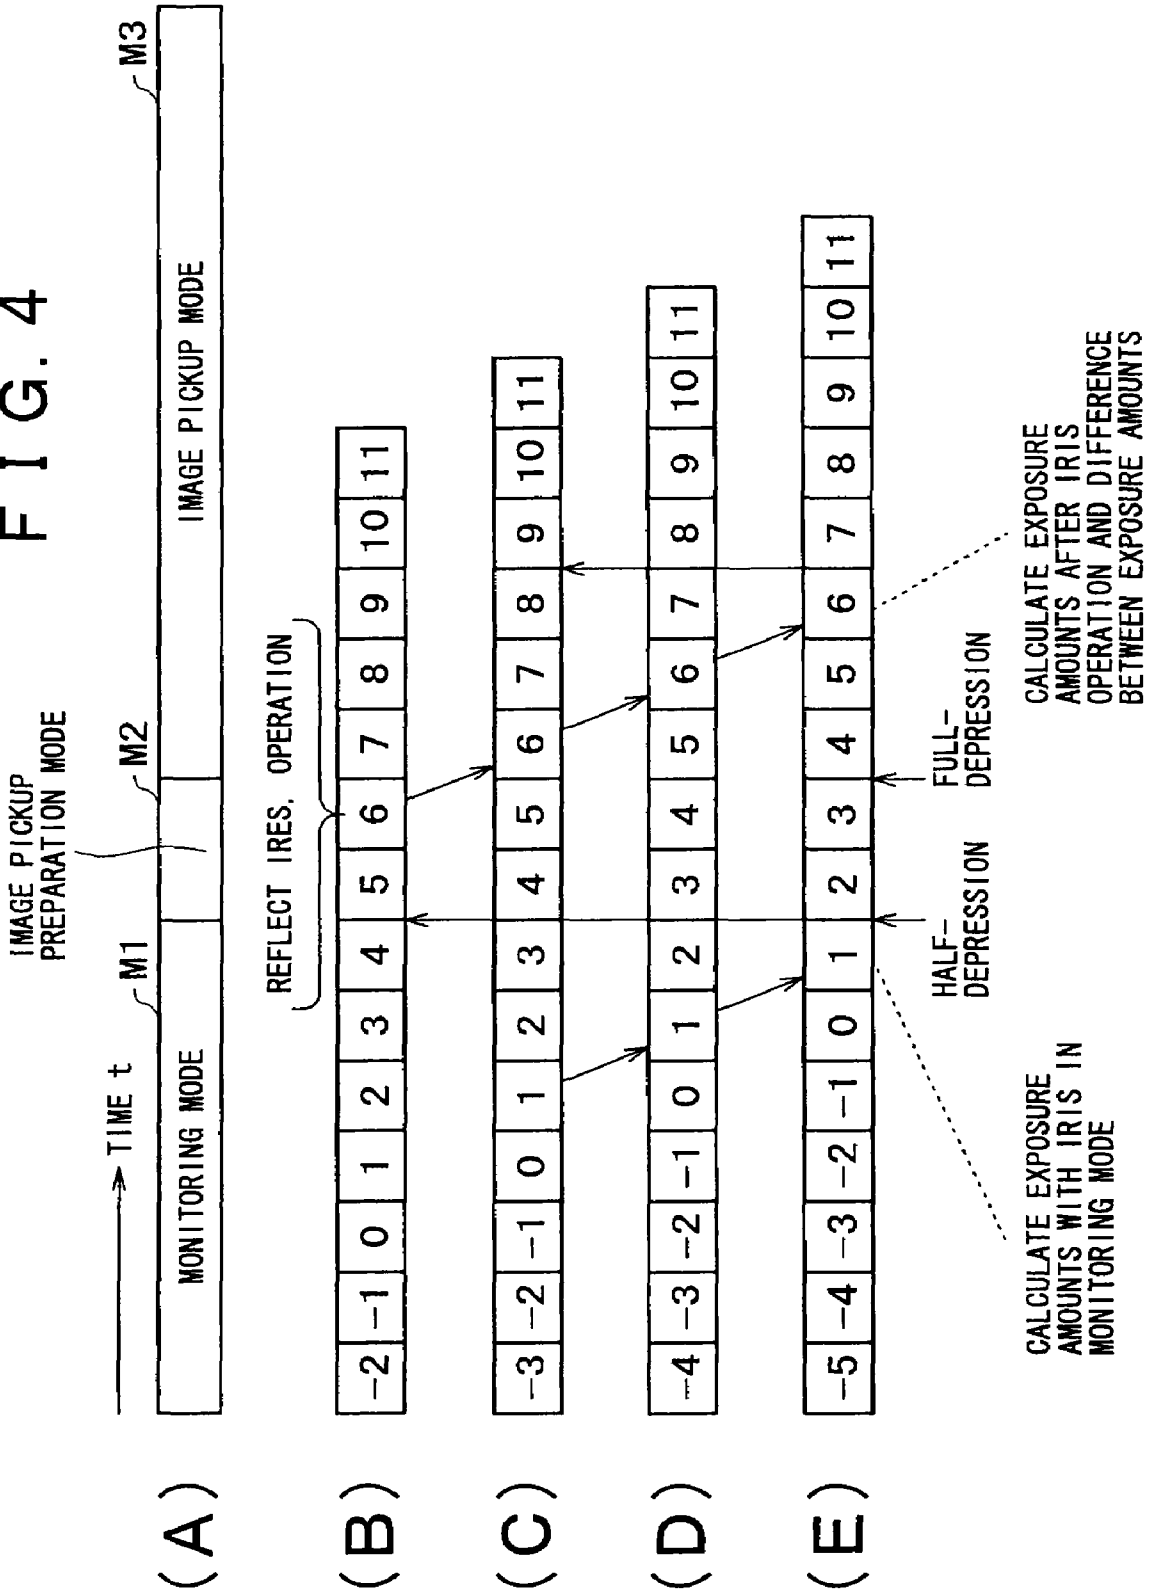 FIG. 4
IMAGE PICKUP
PREPARATION MODE
TIME t
M1
M2
M3
(A)
MONITORING MODE
IMAGE PICKUP MODE
REFLECT IRES, OPERATION
(B)
-2 -1 0 1 2 3 4 5 6 7 8 9 10 11
(C)
-3 -2 -1 0 1 2 3 4 5 6 7 8 9 10 11
(D)
-4 -3 -2 -1 0 1 2 3 4 5 6 7 8 9 10 11
(E)
-5 -4 -3 -2 -1 0 1 2 3 4 5 6 7 8 9 10 11
HALF-
DEPRESSION
FULL-
DEPRESSION
CALCULATE EXPOSURE
AMOUNTS WITH IRIS IN
MONITORING MODE
CALCULATE EXPOSURE
AMOUNTS AFTER IRIS
OPERATION AND DIFFERENCE
BETWEEN EXPOSURE AMOUNTS